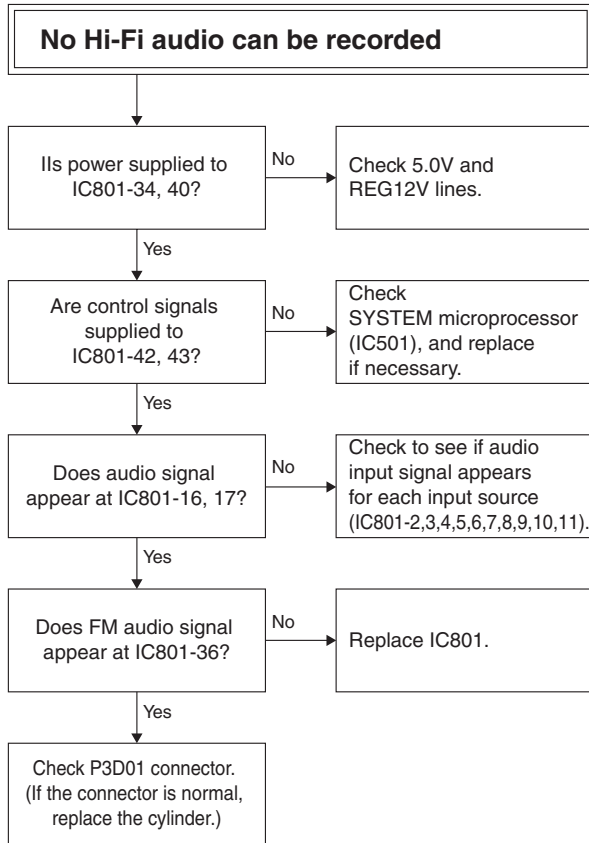 No Hi-Fi audio can be recorded
IIs power supplied to
IC801-34, 40?
No
Check 5.0V and
REG12V lines.
Yes
Are control signals
supplied to
IC801-42, 43?
No
Check
SYSTEM microprocessor
(IC501), and replace
if necessary.
Yes
Does audio signal
appear at IC801-16, 17?
No
Check to see if audio
input signal appears
for each input source
(IC801-2,3,4,5,6,7,8,9,10,11).
Yes
Does FM audio signal
appear at IC801-36?
No
Replace IC801.
Yes
Check P3D01 connector.
(If the connector is normal,
replace the cylinder.)